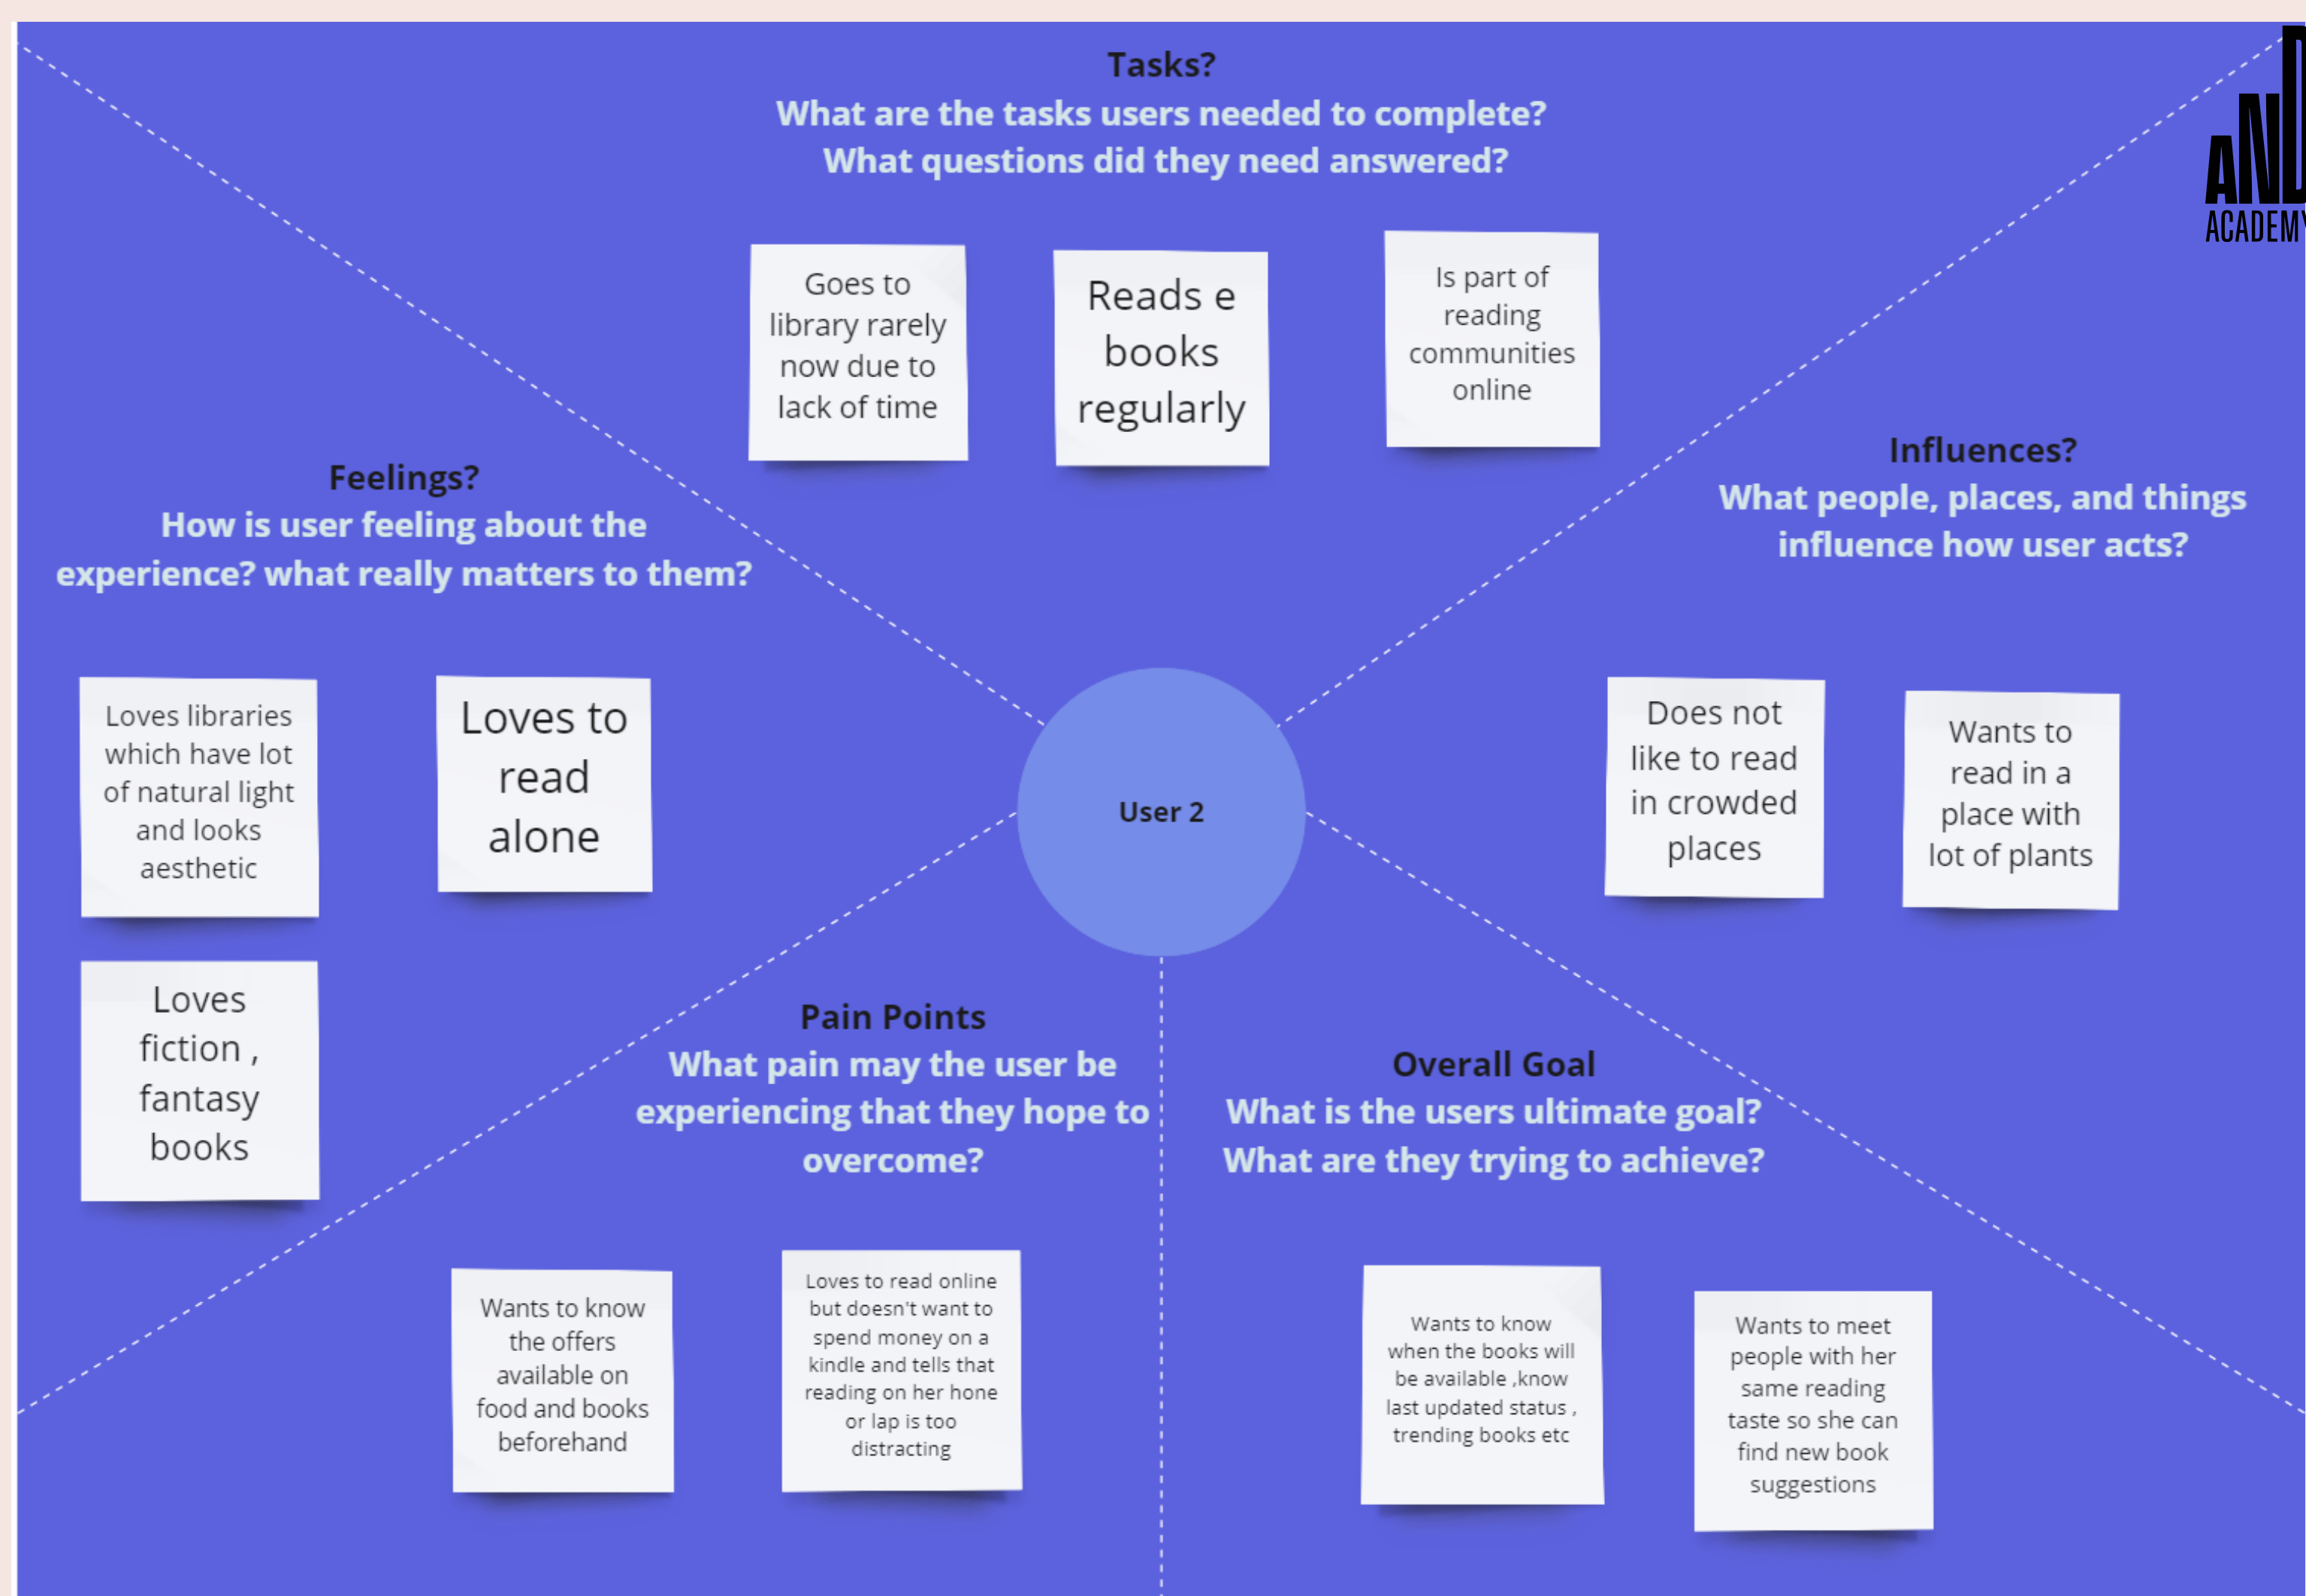 Tasks?
What are the tasks users needed to complete?
What questions did they need answered?
AND
ACADEMY
Goes to
library rarely
now due to
lack of time
Reads e
books
regularly
Is part of
reading
communities
online
Feelings?
How is user feeling about the
experience? what really matters to them?
Influences?
What people, places, and things
influence how user acts?
Loves libraries
which have lot
of natural light
and looks
aesthetic
Loves to
read
alone
Loves
fiction ,
fantasy
books
User 2
Does not
like to read
in crowded
places
Wants to
read in a
place with
lot of plants
Pain Points
What pain may the user be
experiencing that they hope to
overcome?
Wants to know
the offers
available on
food and books
beforehand
Loves to read online
but doesn't want to
spend money on a
kindle and tells that
reading on her hone
or lap is too
distracting
Overall Goal
What is the users ultimate goal?
What are they trying to achieve?
Wants to know
when the books will
be available ,know
last updated status ,
trending books etc
Wants to meet
people with her
same reading
taste so she can
find new book
suggestions